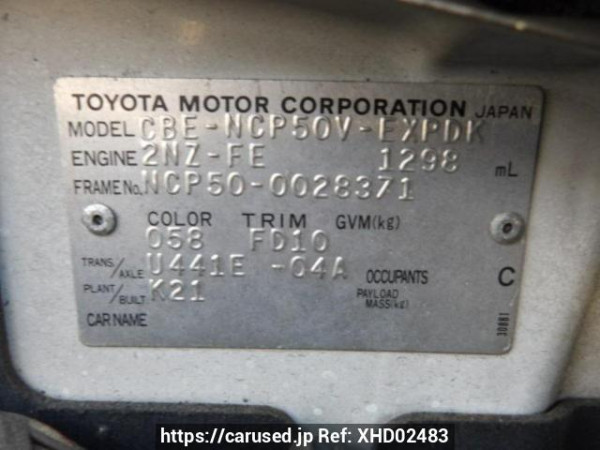 TOYOTA MOTOR CORPORATION JAPAN
MODEL CBE-NCP50V-EXPDK
ENGINE 2NZ-FE 1298 mL
FRAME No. NCP50-0028371
COLOR TRIM GVM(kg)
058 FD10
TRANS/AXLE U441E -04A OCCUPANTS C
PLANT/BUILT K21 PAYLOAD MASS(kg)
CAR NAME
30881
https://carused.jp Ref: XHD02483